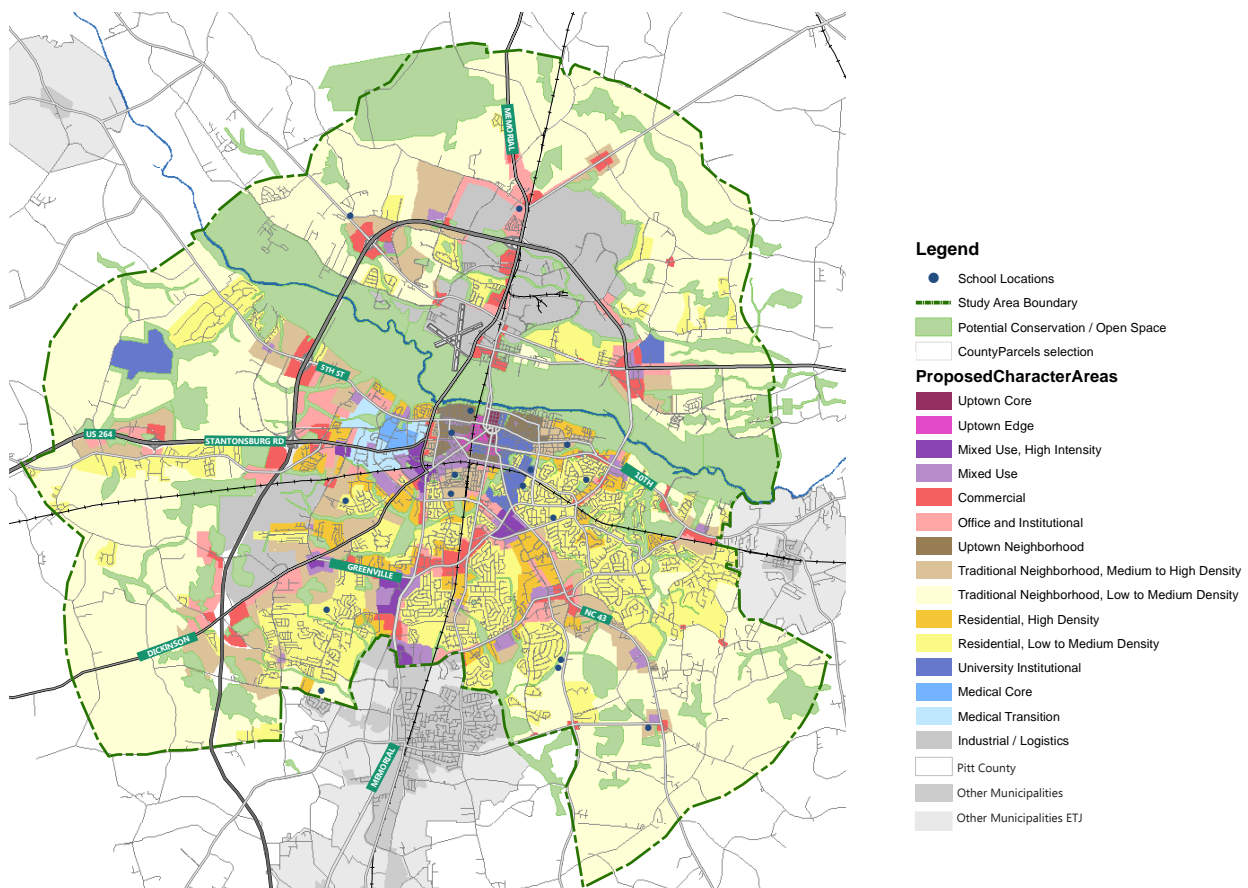 MEMORIAL
5TH ST
US 264
STANTONSBURG RD
10TH
GREENVILLE
NC 43
DICKINSON
MEMORIAL
Legend
School Locations
Study Area Boundary
Potential Conservation / Open Space
CountyParcels selection
ProposedCharacterAreas
Uptown Core
Uptown Edge
Mixed Use, High Intensity
Mixed Use
Commercial
Office and Institutional
Uptown Neighborhood
Traditional Neighborhood, Medium to High Density
Traditional Neighborhood, Low to Medium Density
Residential, High Density
Residential, Low to Medium Density
University Institutional
Medical Core
Medical Transition
Industrial / Logistics
Pitt County
Other Municipalities
Other Municipalities ETJ